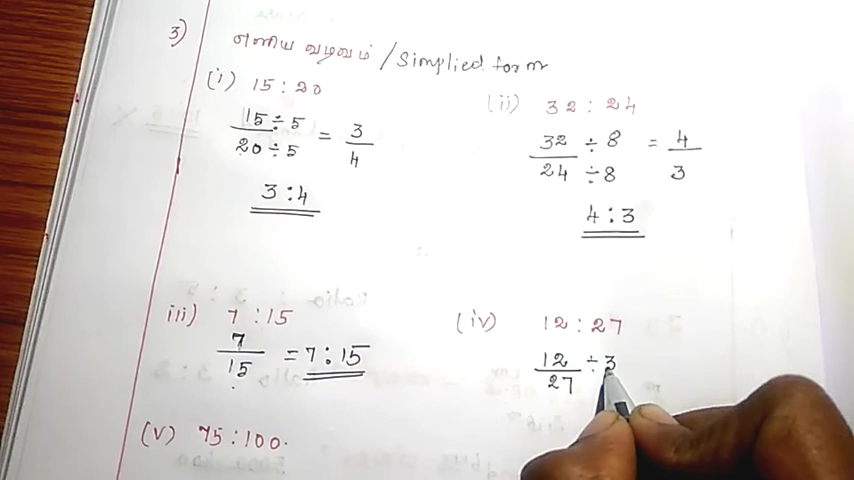 3) எளிய வடிவம் / Simplied form
(i) 15 : 20
15 ÷ 5
20 ÷ 5
= 3
4
3 : 4
(ii) 32 : 24
32 ÷ 8
24 ÷ 8
= 4
3
4 : 3
iii) 7 : 15
7
15
= 7 : 15
(iv) 12 : 27
12 ÷ 3
27
(v) 75 : 100.